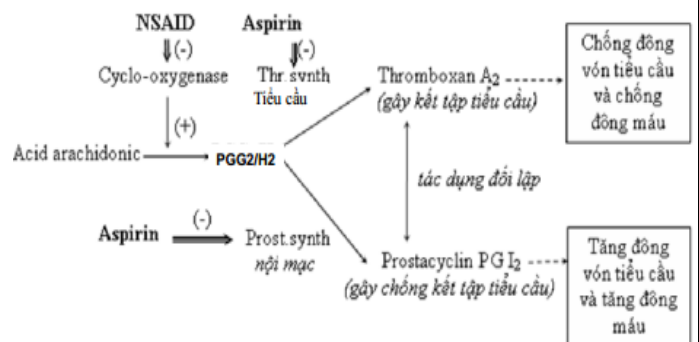 NSAID
Aspirin
(-)
(-)
Cyclo-oxygenase
Thr. synth
Tiểu cầu
Thromboxan A2
(gây kết tập tiểu cầu)
Chống đông
vón tiểu cầu
và chống
đông máu
(+)
Acid arachidonic
PGG2/H2
tác dụng đối lập
(-)
Aspirin
Prost.synth
nội mạc
Prostacyclin PG I2
(gây chống kết tập tiểu cầu)
Tăng đông
vón tiểu cầu
và tăng đông
máu